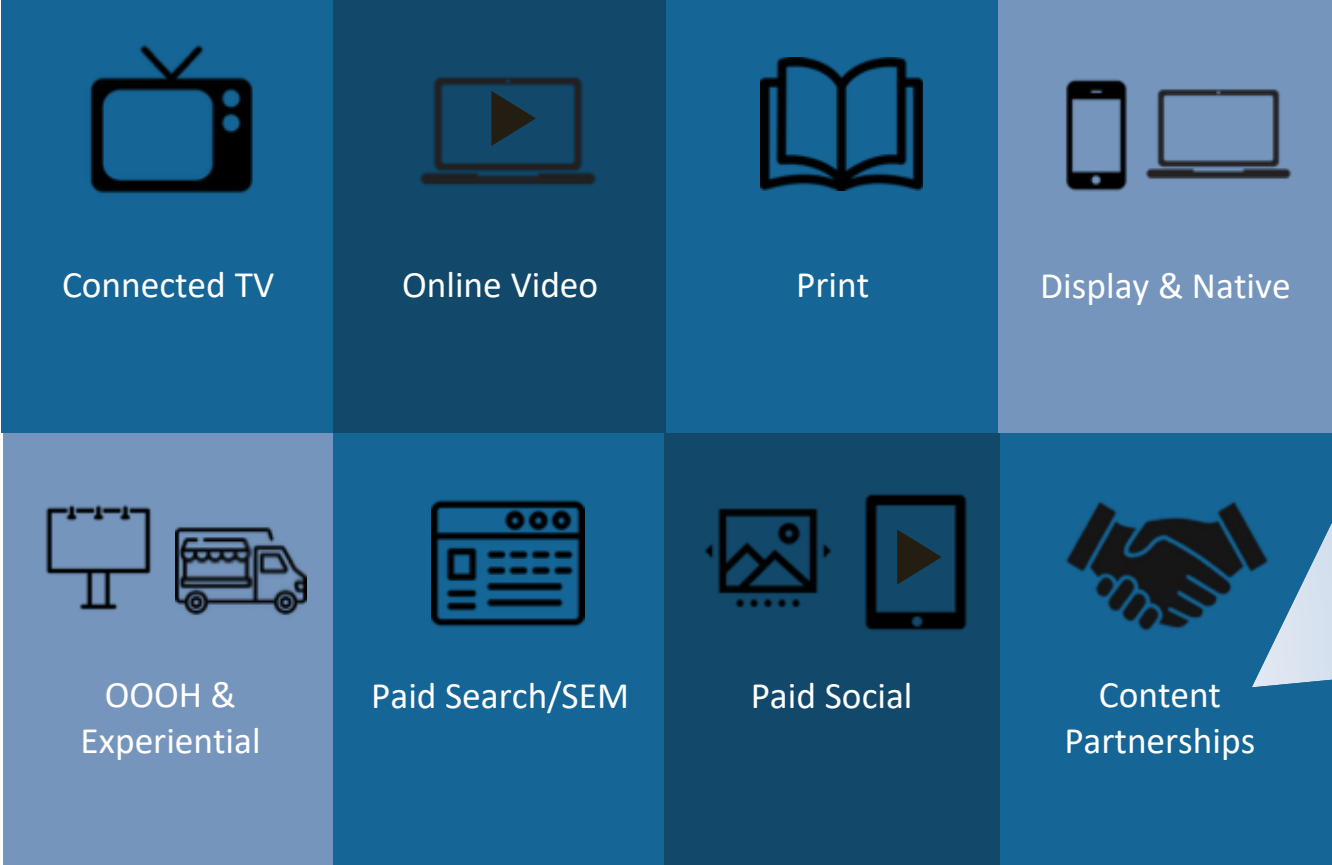 Connected TV
Online Video
Print
Display & Native
OOOH &
Experiential
Paid Search/SEM
Paid Social
Content
Partnerships